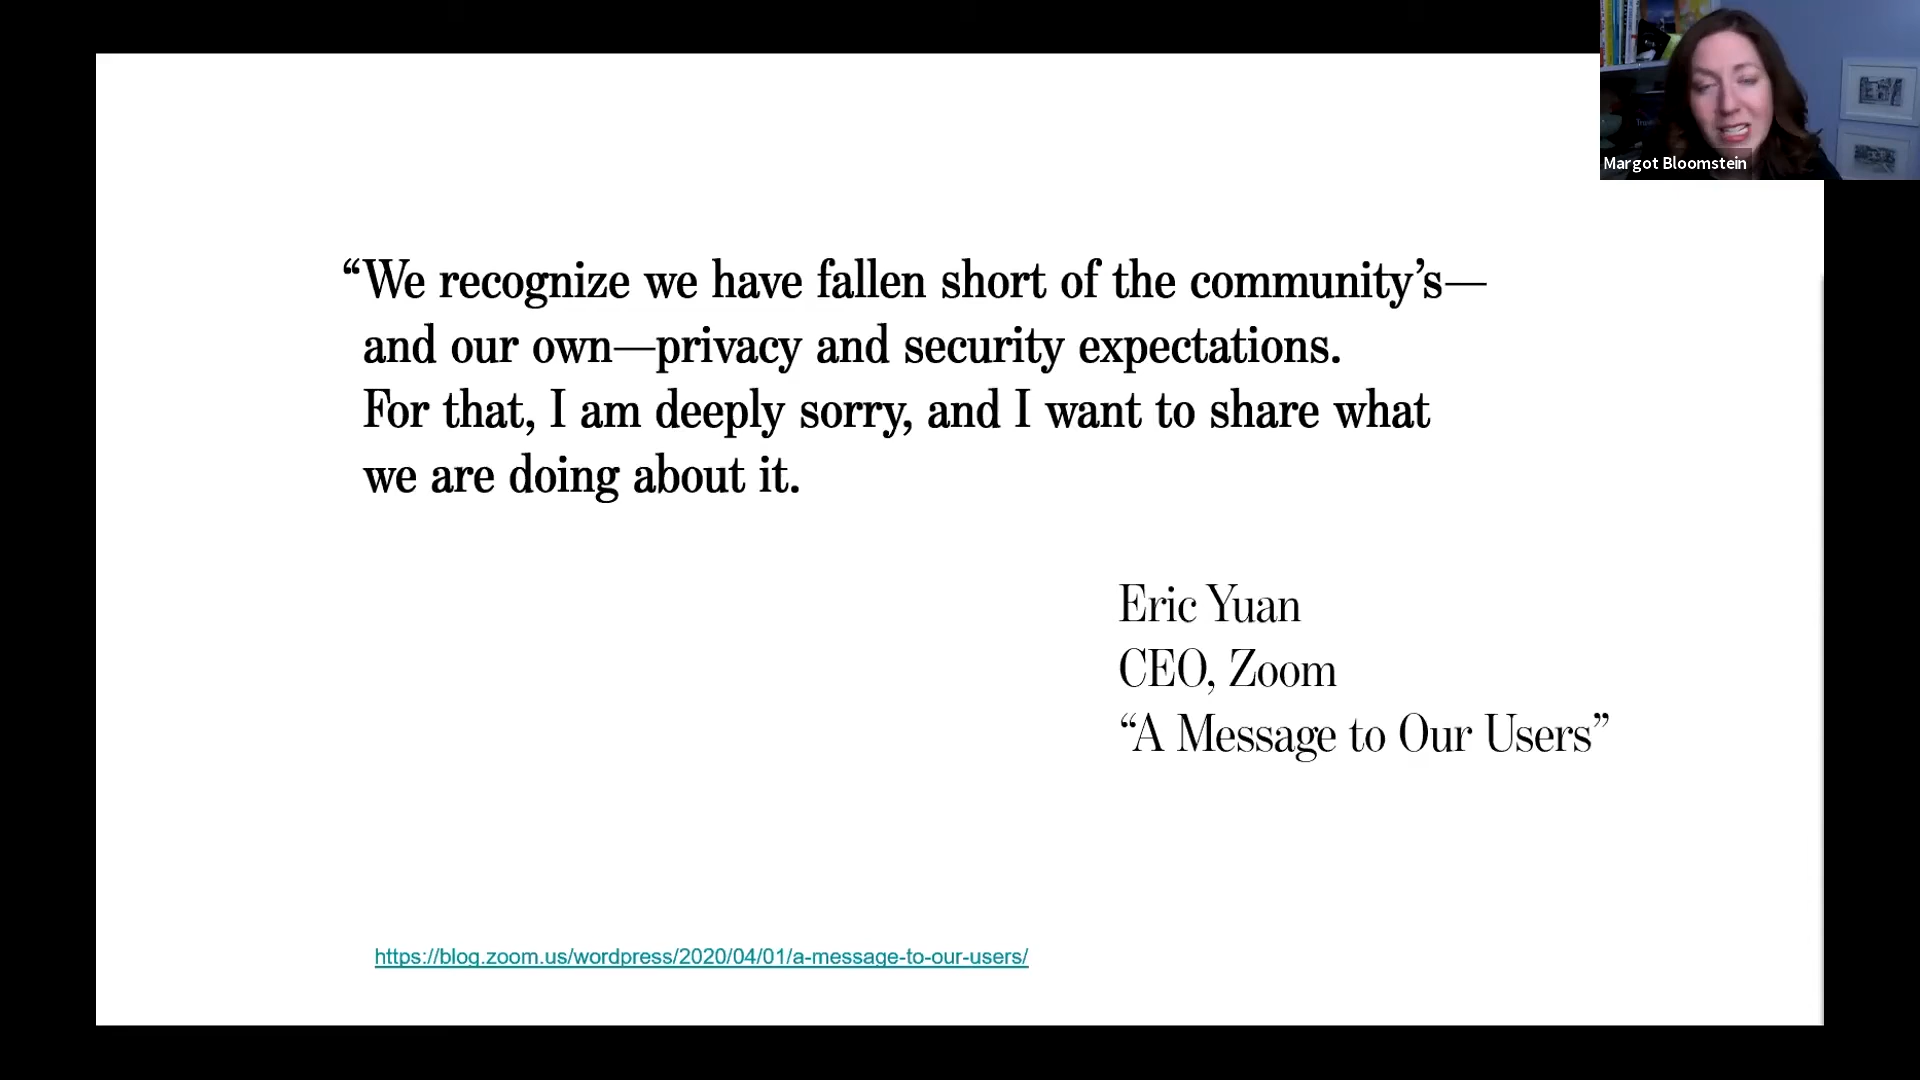 Margot Bloomstein
“We recognize we have fallen short of the community’s—
and our own—privacy and security expectations.
For that, I am deeply sorry, and I want to share what
we are doing about it.
Eric Yuan
CEO, Zoom
“A Message to Our Users”
https://blog.zoom.us/wordpress/2020/04/01/a-message-to-our-users/